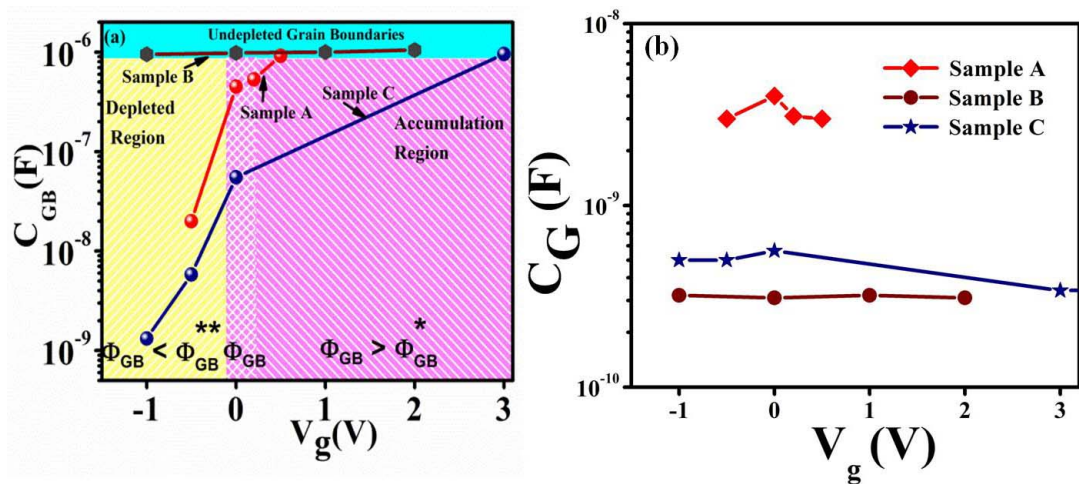 (a)
Undepleted Grain Boundaries
Sample B
Depleted
Region
Sample A
Sample C
Accumulation
Region
Φ_GB < Φ_GB** Φ_GB
Φ_GB > Φ_GB*
C_GB (F)
10^-6
10^-7
10^-8
10^-9
-1 0 1 2 3
V_g(V)
(b)
Sample A
Sample B
Sample C
C_G (F)
10^-8
10^-9
10^-10
-1 0 1 2 3
V_g (V)